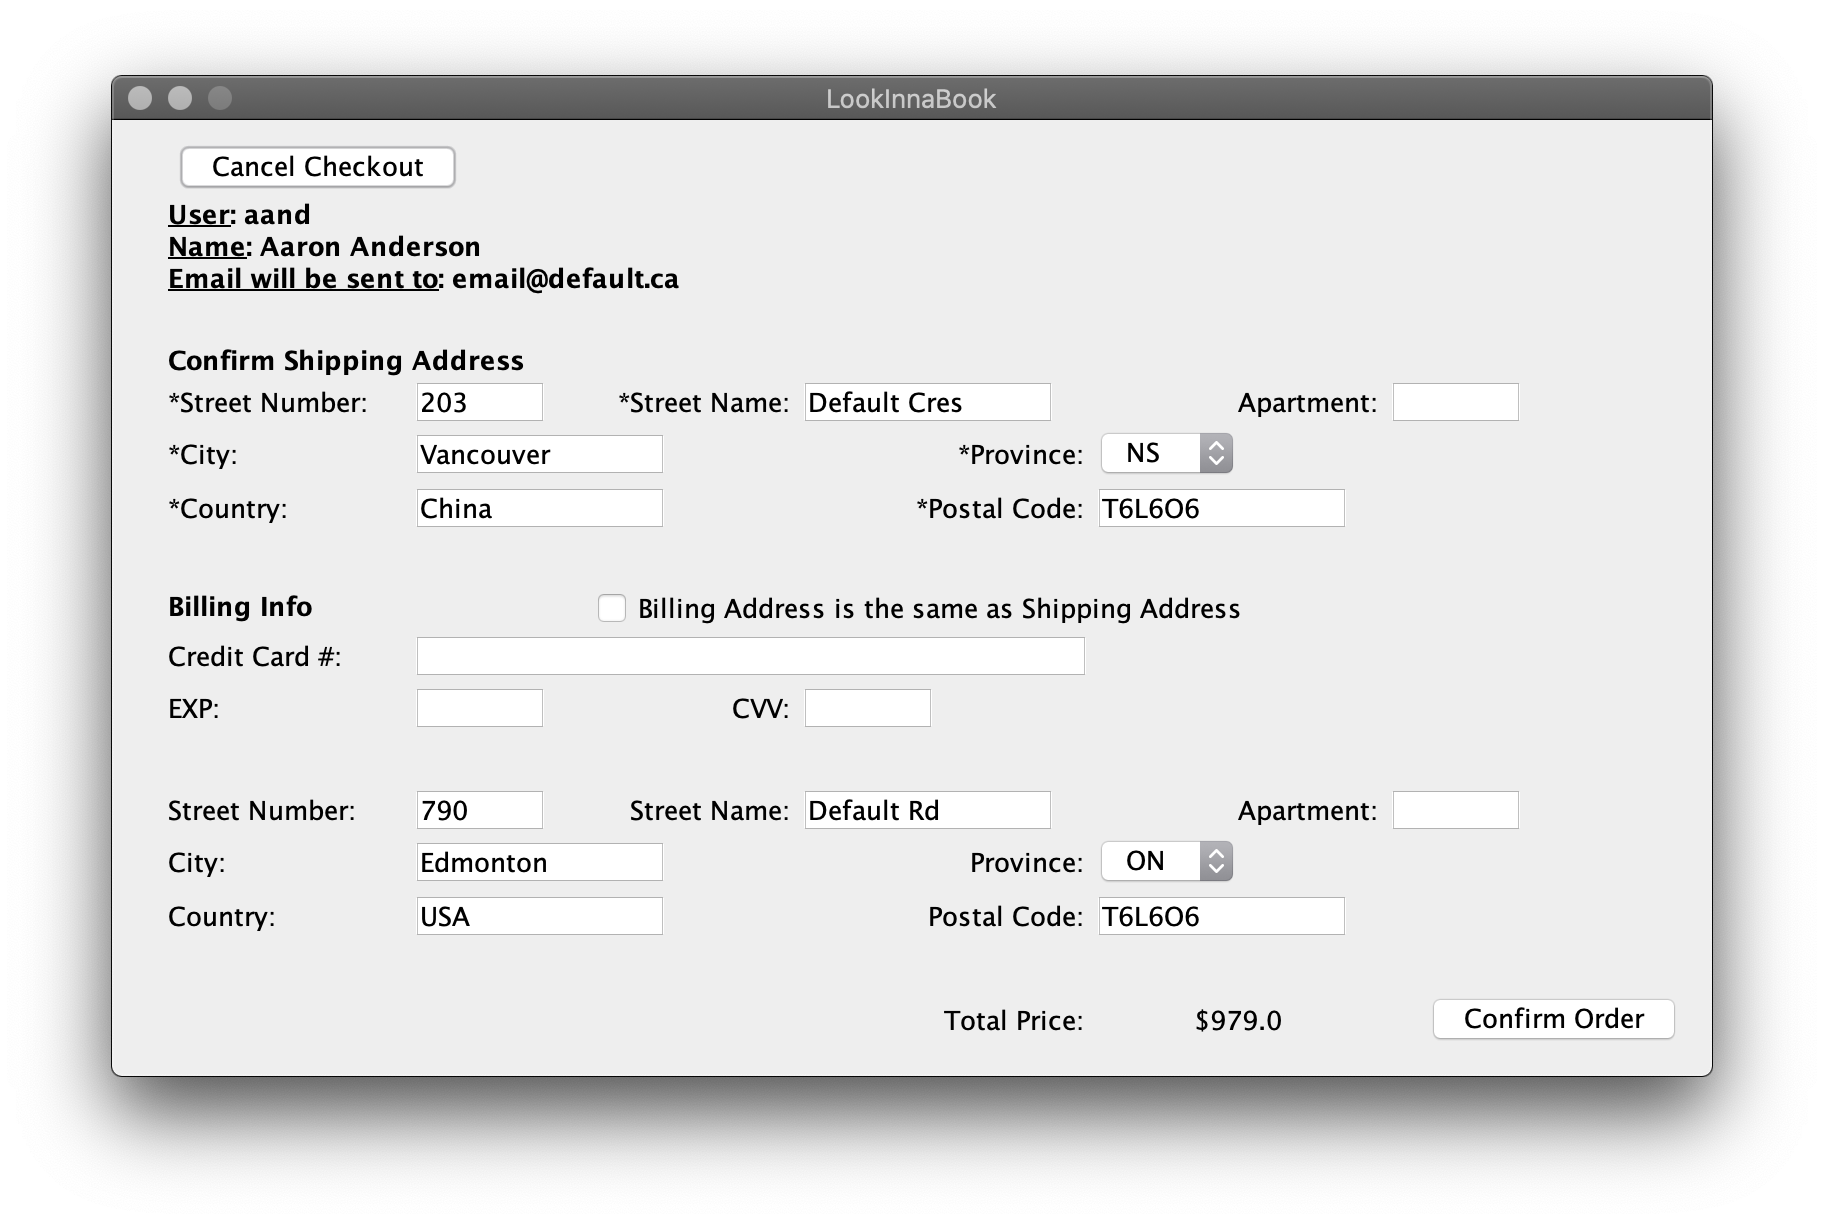 LookInnaBook
Cancel Checkout
User: aand
Name: Aaron Anderson
Email will be sent to: email@default.ca
Confirm Shipping Address
*Street Number: 203 *Street Name: Default Cres Apartment:
*City: Vancouver *Province: NS
*Country: China *Postal Code: T6L6O6
Billing Info Billing Address is the same as Shipping Address
Credit Card #:
EXP: CVV:
Street Number: 790 Street Name: Default Rd Apartment:
City: Edmonton Province: ON
Country: USA Postal Code: T6L6O6
Total Price: $979.0 Confirm Order